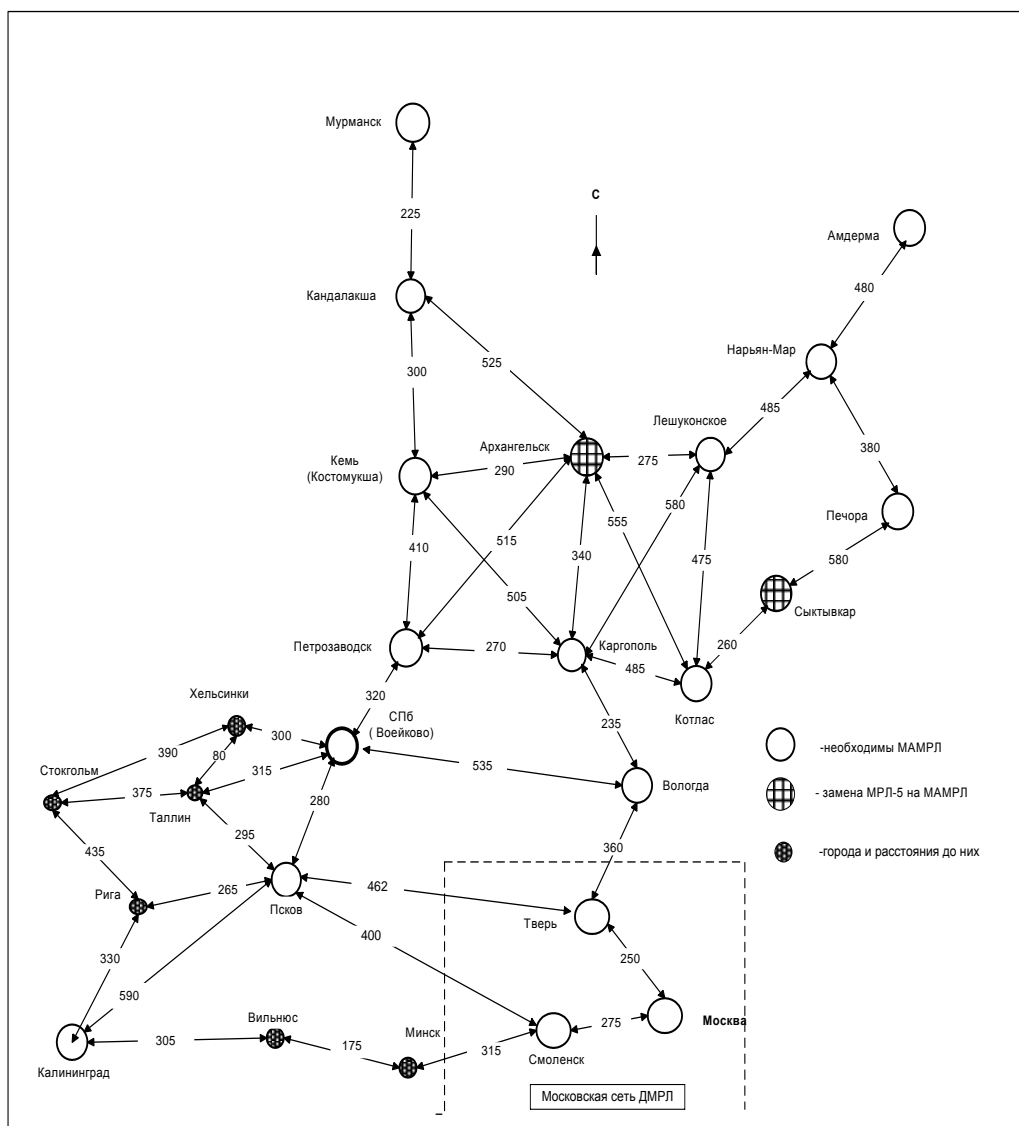 Мурманск
225
С
Амдерма
Кандалакша
480
Нарьян-Мар
525
300
Лешуконское
485
Архангельск
380
Кемь
(Костомукша)
290
275
580
Печора
555
515
410
340
475
580
505
Сыктывкар
260
Петрозаводск
270
Каргополь
485
320
Хельсинки
Котлас
СПб
( Воейково)
300
235
390
80
-необходимы МАМРЛ
Стокгольм
315
535
375
Вологда
- замена МРЛ-5 на МАМРЛ
Таллин
280
295
435
360
-города и расстояния до них
Рига
265
462
Псков
Тверь
400
330
250
590
Вильнюс
Минск
Москва
305
275
175
315
Калининград
Смоленск
Московская сеть ДМРЛ